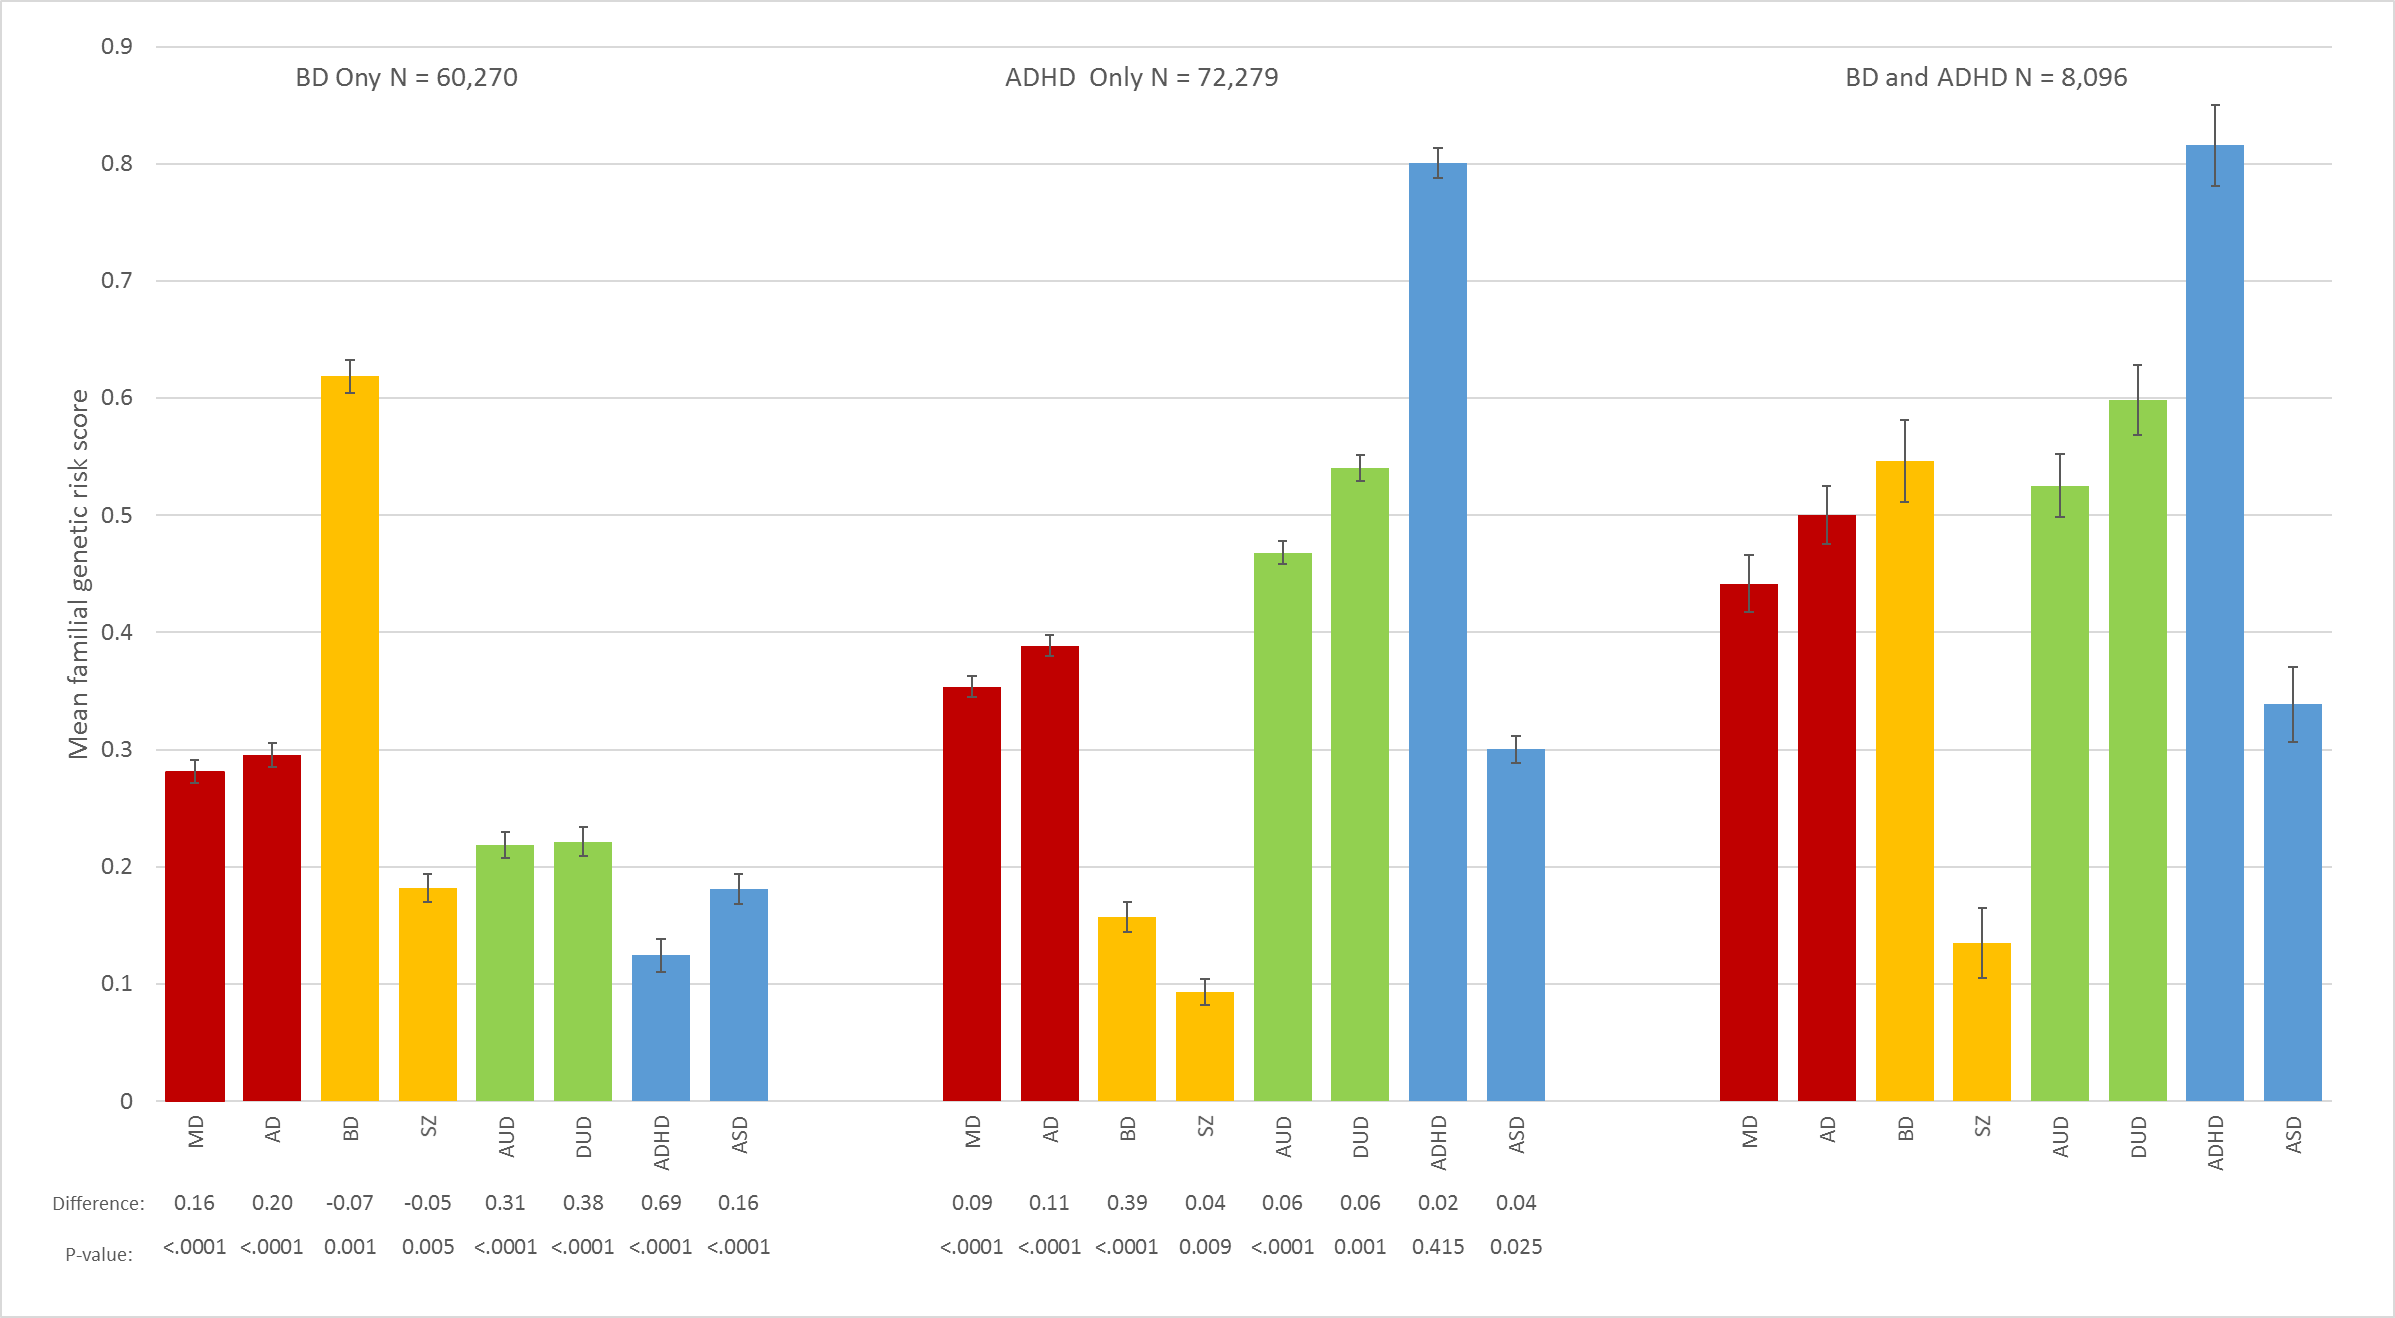 BD Ony N = 60,270
ADHD Only N = 72,279
BD and ADHD N = 8,096
Mean familial genetic risk score
0.9
0.8
0.7
0.6
0.5
0.4
0.3
0.2
0.1
0
MD AD BD SZ AUD DUD ADHD ASD MD AD BD SZ AUD DUD ADHD ASD MD AD BD SZ AUD DUD ADHD ASD
Difference: 0.16 0.20 -0.07 -0.05 0.31 0.38 0.69 0.16 0.09 0.11 0.39 0.04 0.06 0.06 0.02 0.04
P-value: <.0001 <.0001 0.001 0.005 <.0001 <.0001 <.0001 <.0001 <.0001 <.0001 <.0001 0.009 <.0001 0.001 0.415 0.025